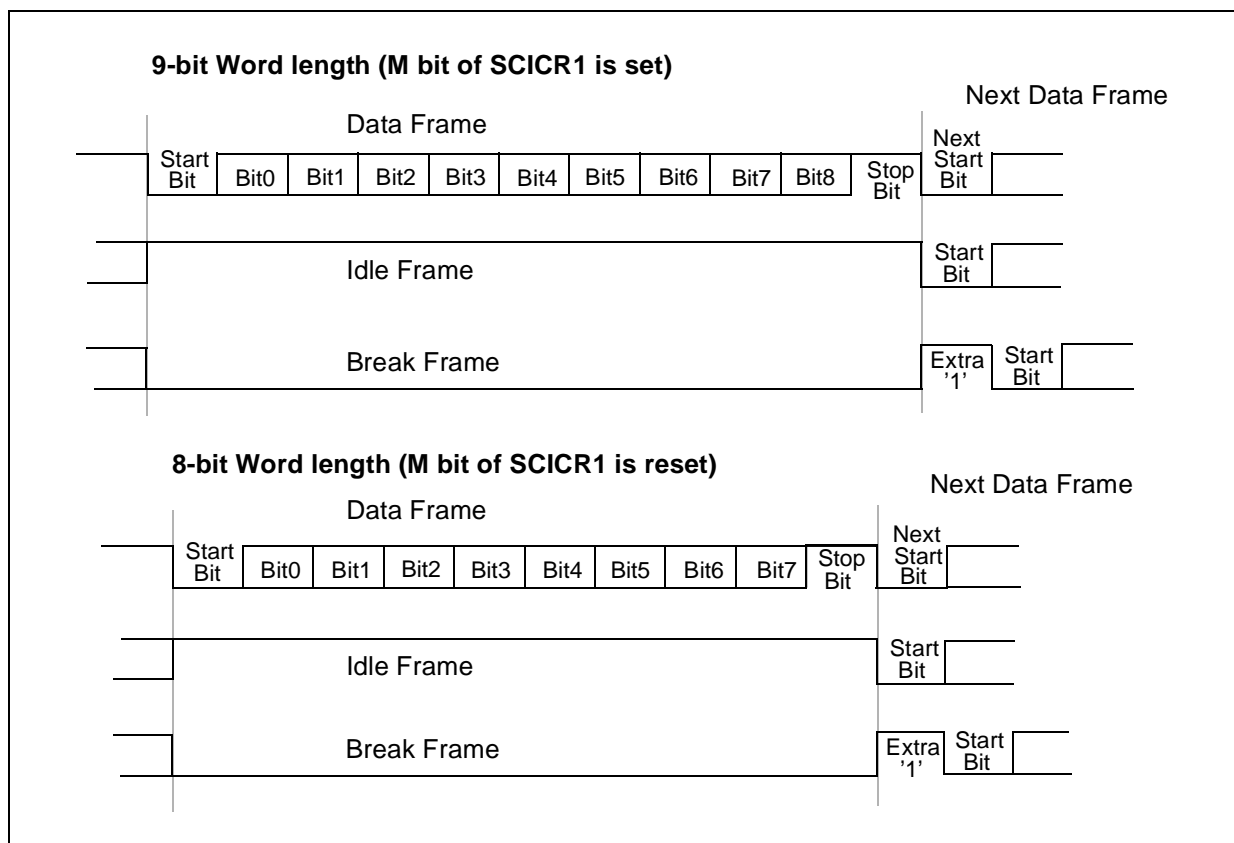 9-bit Word length (M bit of SCICR1 is set)
Next Data Frame
Data Frame
Start
Bit
Bit0
Bit1
Bit2
Bit3
Bit4
Bit5
Bit6
Bit7
Bit8
Stop
Bit
Next
Start
Bit
Idle Frame
Start
Bit
Break Frame
Extra
'1'
Start
Bit
8-bit Word length (M bit of SCICR1 is reset)
Next Data Frame
Data Frame
Start
Bit
Bit0
Bit1
Bit2
Bit3
Bit4
Bit5
Bit6
Bit7
Stop
Bit
Next
Start
Bit
Idle Frame
Start
Bit
Break Frame
Extra
'1'
Start
Bit